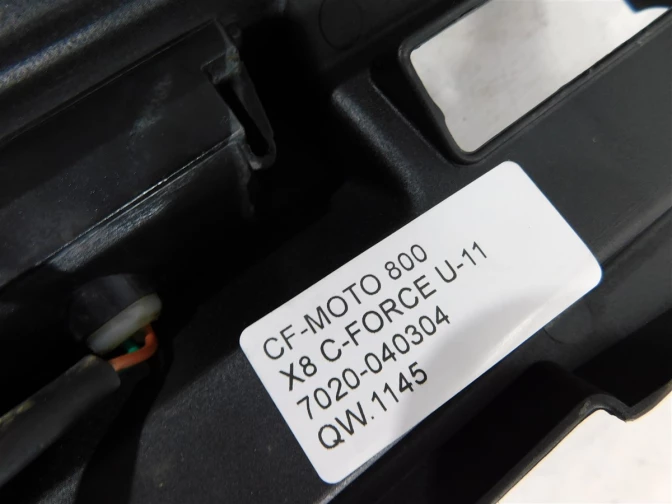 CF-MOTO 800
X8 C-FORCE U-11
7020-040304
QW.1145